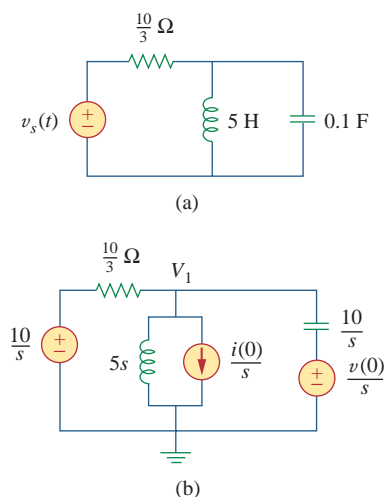 10/3 Ω
v_s(t)
+
−
5 H
0.1 F
(a)
10/3 Ω
V_1
10/s
+
−
5s
i(0)/s
10/s
+
−
v(0)/s
(b)